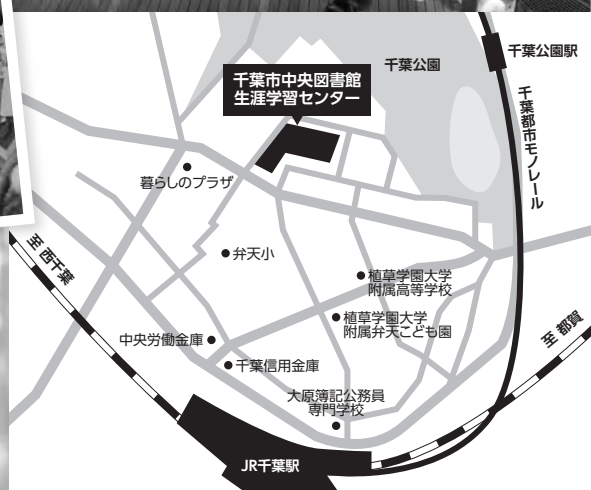 千葉公園
千葉公園駅
千葉市中央図書館
生涯学習センター
千葉都市モノレール
暮らしのプラザ
至 西千葉
弁天小
植草学園大学
附属高等学校
植草学園大学
附属弁天こども園
至 都賀
中央労働金庫
千葉信用金庫
大原簿記公務員
専門学校
JR千葉駅